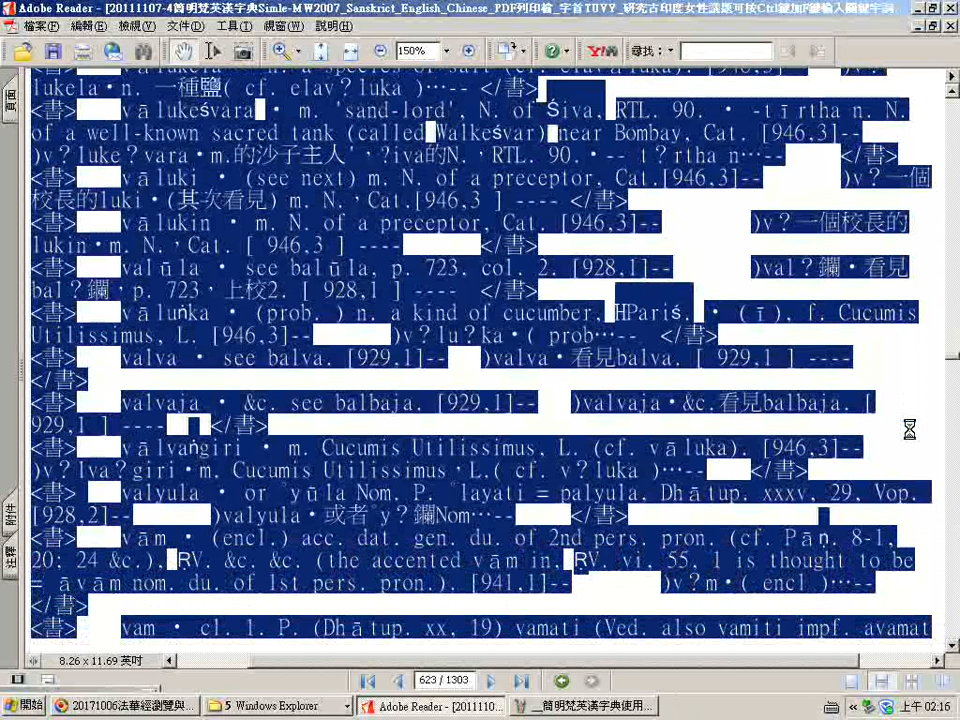 Adobe Reader - [20111107-4簡明梵英漢字典Simle-MW2007_Sanskrict_English_Chinese_PDF列印檔_字首TUVY_研究古印度女性議題可按Ctrl鍵加F鍵輸入關鍵字詞
檔案(F) 編輯(E) 檢視(V) 文件(D) 工具(T) 視窗(W) 說明(H)
150% 尋找：
頁面
lukela‧n. 一種鹽( cf. elav？luka )…-- </書>
<書> vālukeśvara ‧ m. 'sand-lord', N. of Śiva, RTL. 90. ‧ -tīrtha n. N.
of a well-known sacred tank (called Walkeśvar) near Bombay, Cat. [946,3]--
)v？luke？vara‧m.的沙子主人'，?iva的N.，RTL. 90.‧-- t？rtha n…-- </書>
<書> vāluki ‧ (see next) m. N. of a preceptor, Cat.[946,3]-- )v？一個
校長的luki‧(其次看見) m. N.，Cat.[946,3 ] ---- </書>
<書> vālukin ‧ m. N. of a preceptor, Cat. [946,3]-- )v？一個校長的
lukin‧m. N.，Cat. [ 946,3 ] ---- </書>
<書> valūla ‧ see balūla, p. 723. col. 2. [928,1]-- )val？鑭‧看見
bal？鑭，p. 723，上校2. [ 928,1 ] ---- </書>
<書> vāluṅka ‧ (prob.) n. a kind of cucumber, HPariś. ‧ (ī), f. Cucumis
Utilissimus, L. [946,3]-- )v？lu？ka‧( prob…-- </書>
<書> valva ‧ see balva. [929,1]-- )valva‧看見balva. [ 929,1 ] ----
</書>
<書> valvaja ‧ &c. see balbaja. [929,1]-- )valvaja‧&c.看見balbaja. [
929,1 ] ---- </書>
<書> vālvaṅgiri ‧ m. Cucumis Utilissimus, L. (cf. vāluka). [946,3]--
)v？lva？giri‧m. Cucumis Utilissimus，L.( cf. v？luka )…-- </書>
<書> valyula ‧ or °yūla Nom. P. °layati = palyula, Dhātup. xxxv, 29, Vop.
[928,2]-- )valyula‧或者°y？鑭Nom…-- </書>
<書> vām ‧ (encl.) acc. dat. gen. du. of 2nd pers. pron. (cf. Pāṇ. 8-1,
20: 24 &c.), ṚV. &c. &c. (the accented vām in, ṚV. vi, 55, 1 is thought to be
= āvām nom. du. of 1st pers. pron.). [941,1]-- )v？m‧( encl )…--
</書>
<書> vam ‧ cl. 1. P. (Dhātup. xx, 19) vamati (Ved. also vamiti impf. avamat
附件
注釋
8.26 x 11.69 英吋
623 / 1303
開始 20171006法華經瀏覽與... 5 Windows Explorer Adobe Reader - [2011110... __簡明梵英漢字典使用... 上午 02:16